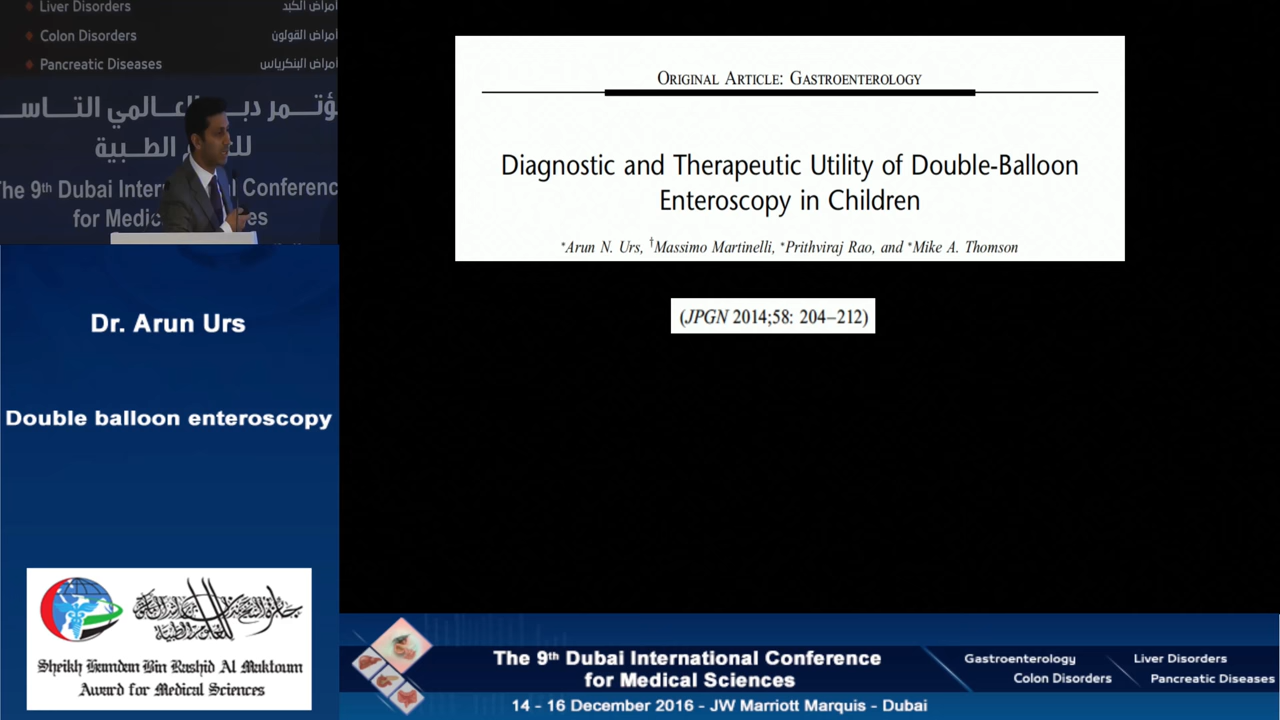 Liver Disorders
أمراض الكبد
Colon Disorders
أمراض القولون
Pancreatic Diseases
أمراض البنكرياس
للطبية
The 9th Dubai Conference
for Medical
Dr. Arun Urs
Double balloon enteroscopy
Sheikh Hamdan Bin Rashid Al Maktoum
Award for Medical Sciences
ORIGINAL ARTICLE: GASTROENTEROLOGY
Diagnostic and Therapeutic Utility of Double-Balloon
Enteroscopy in Children
*Arun N. Urs, †Massimo Martinelli, *Prithviraj Rao, and *Mike A. Thomson
(JPGN 2014;58: 204–212)
The 9th Dubai International Conference
for Medical Sciences
Gastroenterology
Liver Disorders
Colon Disorders
Pancreatic Diseases
14 - 16 December 2016 - JW Marriott Marquis - Dubai